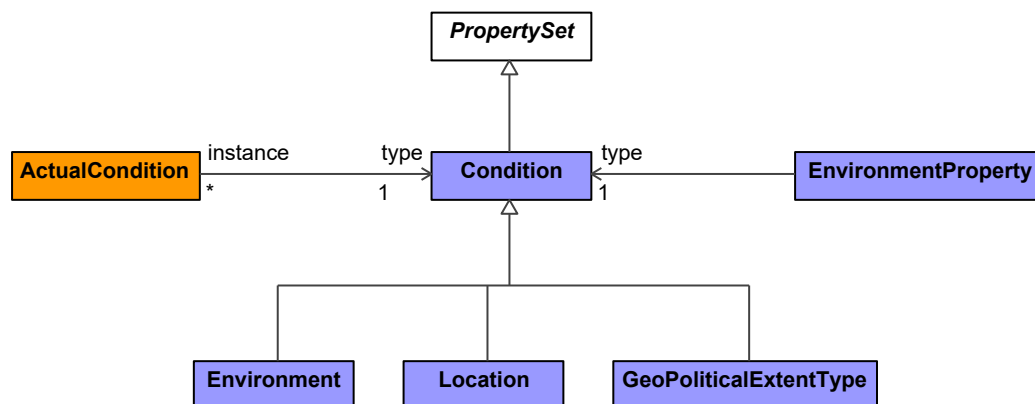 PropertySet
instance
type
type
ActualCondition
Condition
EnvironmentProperty
*
1
1
Environment
Location
GeoPoliticalExtentType